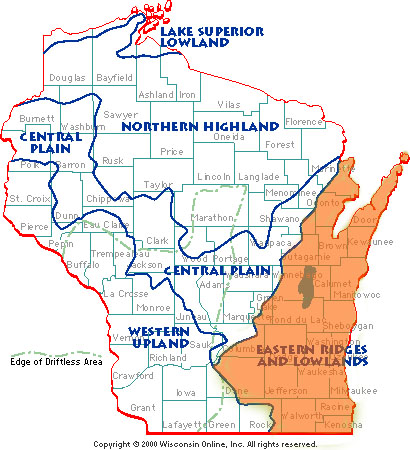 LAKE SUPERIOR
LOWLAND
Douglas
Bayfield
Ashland
Iron
Vilas
Burnett
Washburn
Sawyer
NORTHERN HIGHLAND
Florence
Oneida
Forest
CENTRAL
PLAIN
Price
Polk
Barron
Rusk
Marinette
Lincoln
Langlade
Taylor
Menominee
Oconto
St. Croix
Chippewa
Marathon
Shawano
Door
Dunn
Pierce
Eau Claire
Clark
Pepin
Wood
Portage
Waupaca
Brown
Kewaunee
Outagamie
Trempealeau
Buffalo
Jackson
CENTRAL PLAIN
Adams
Waushara
Winnebago
Calumet
Manitowoc
La Crosse
Monroe
Juneau
Marquette
Green
Lake
Fond du Lac
Sheboygan
WESTERN
UPLAND
Vernon
Sauk
Columbia
EASTERN RIDGES
AND LOWLANDS
Washington
Edge of Driftless Area
Richland
Crawford
Dane
Jefferson
Waukesha
Milwaukee
Iowa
Grant
Lafayette
Green
Rock
Walworth
Racine
Kenosha
Copyright © 2000 Wisconsin Online, Inc. All rights reserved.